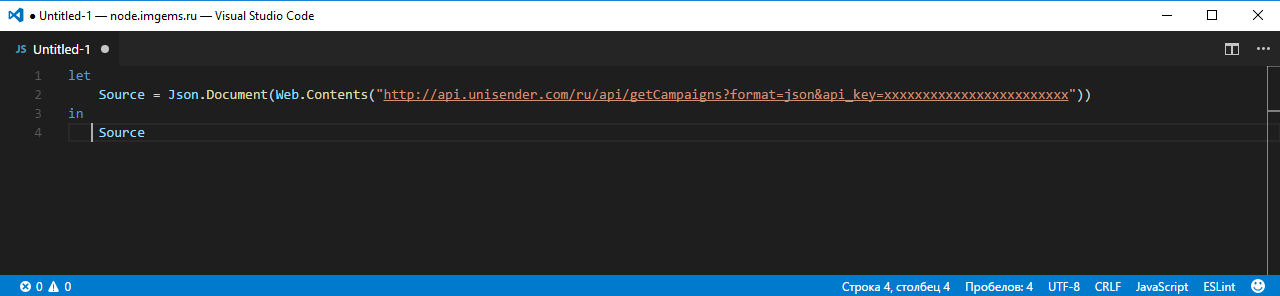 ● Untitled-1 — node.imgems.ru — Visual Studio Code
JS Untitled-1 ●
1 let
2 Source = Json.Document(Web.Contents("http://api.unisender.com/ru/api/getCampaigns?format=json&api_key=xxxxxxxxxxxxxxxxxxxxxxxx"))
3 in
4 Source
0 0 Строка 4, столбец 4 Пробелов: 4 UTF-8 CRLF JavaScript ESLint